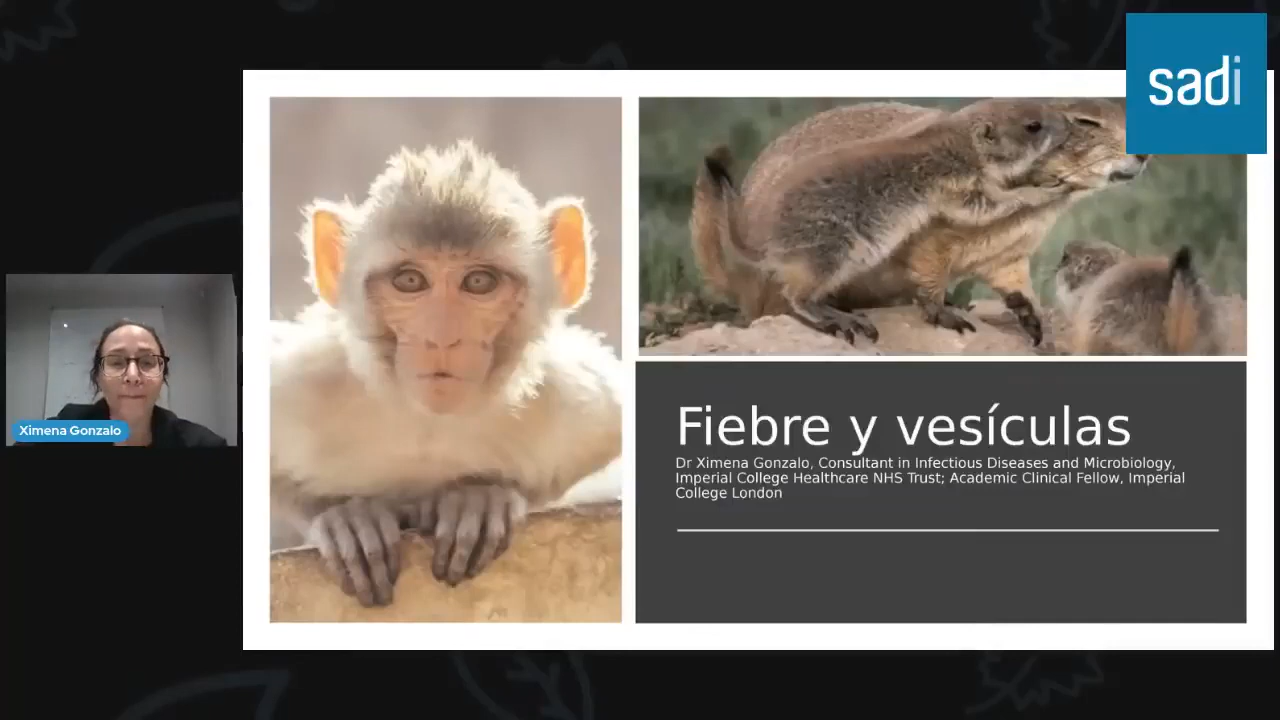 sadi
Fiebre y vesículas
Dr Ximena Gonzalo, Consultant in Infectious Diseases and Microbiology,
Imperial College Healthcare NHS Trust; Academic Clinical Fellow, Imperial
College London
Ximena Gonzalo